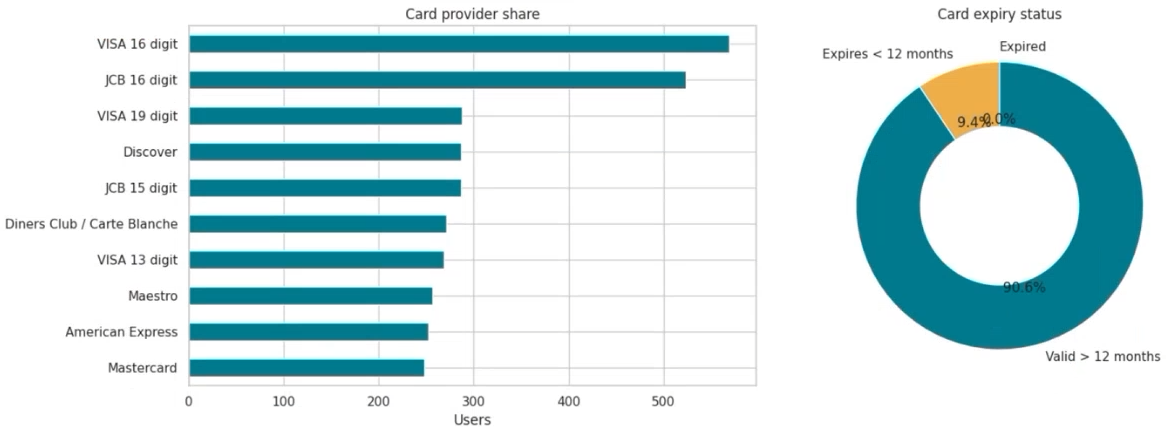 Card provider share
VISA 16 digit
JCB 16 digit
VISA 19 digit
Discover
JCB 15 digit
Diners Club / Carte Blanche
VISA 13 digit
Maestro
American Express
Mastercard
0 100 200 300 400 500
Users
Card expiry status
Expired
Expires < 12 months
9.4%
0.0%
90.6%
Valid > 12 months